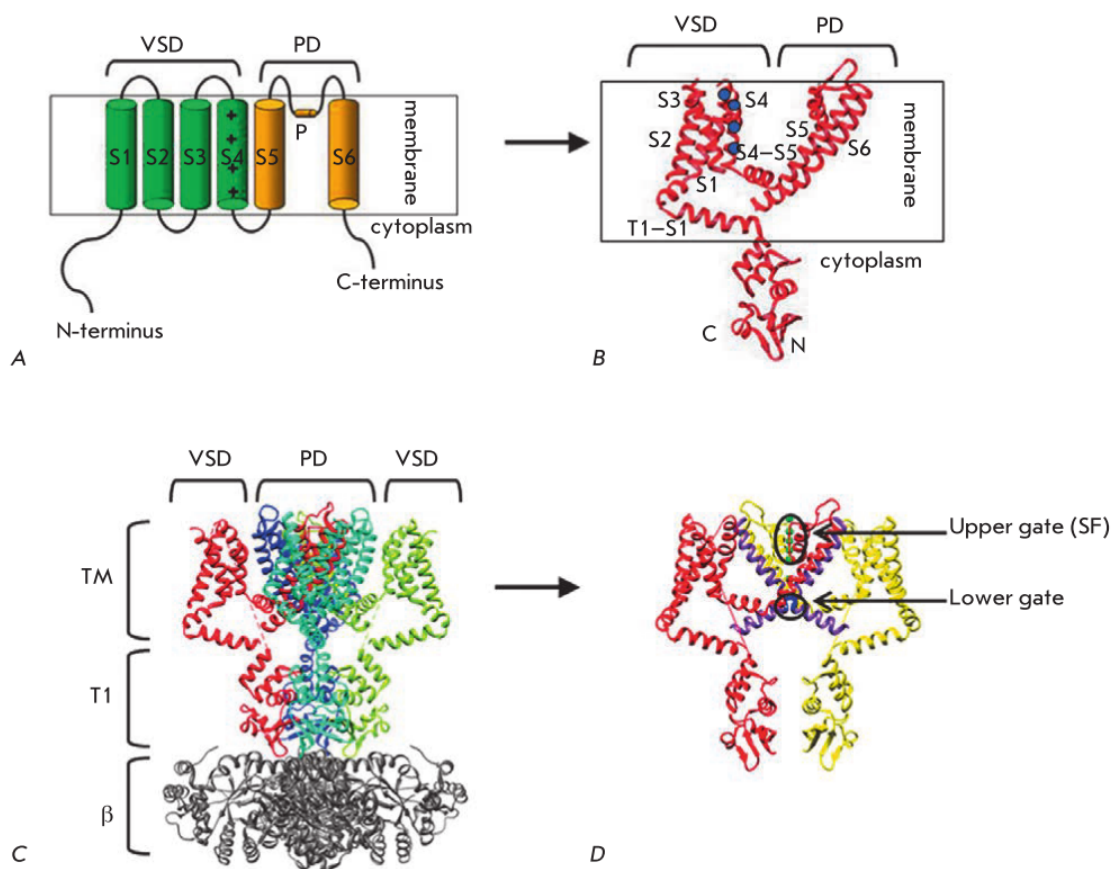 VSD PD
S1 S2 S3 S4 S5 P S6
+
+
+
+
membrane
cytoplasm
C-terminus
N-terminus
A
VSD PD
S3 S4
S2 S5
S4–S5 S6
S1
T1–S1
membrane
cytoplasm
C N
B
VSD PD VSD
TM
T1
β
C
Upper gate (SF)
Lower gate
D